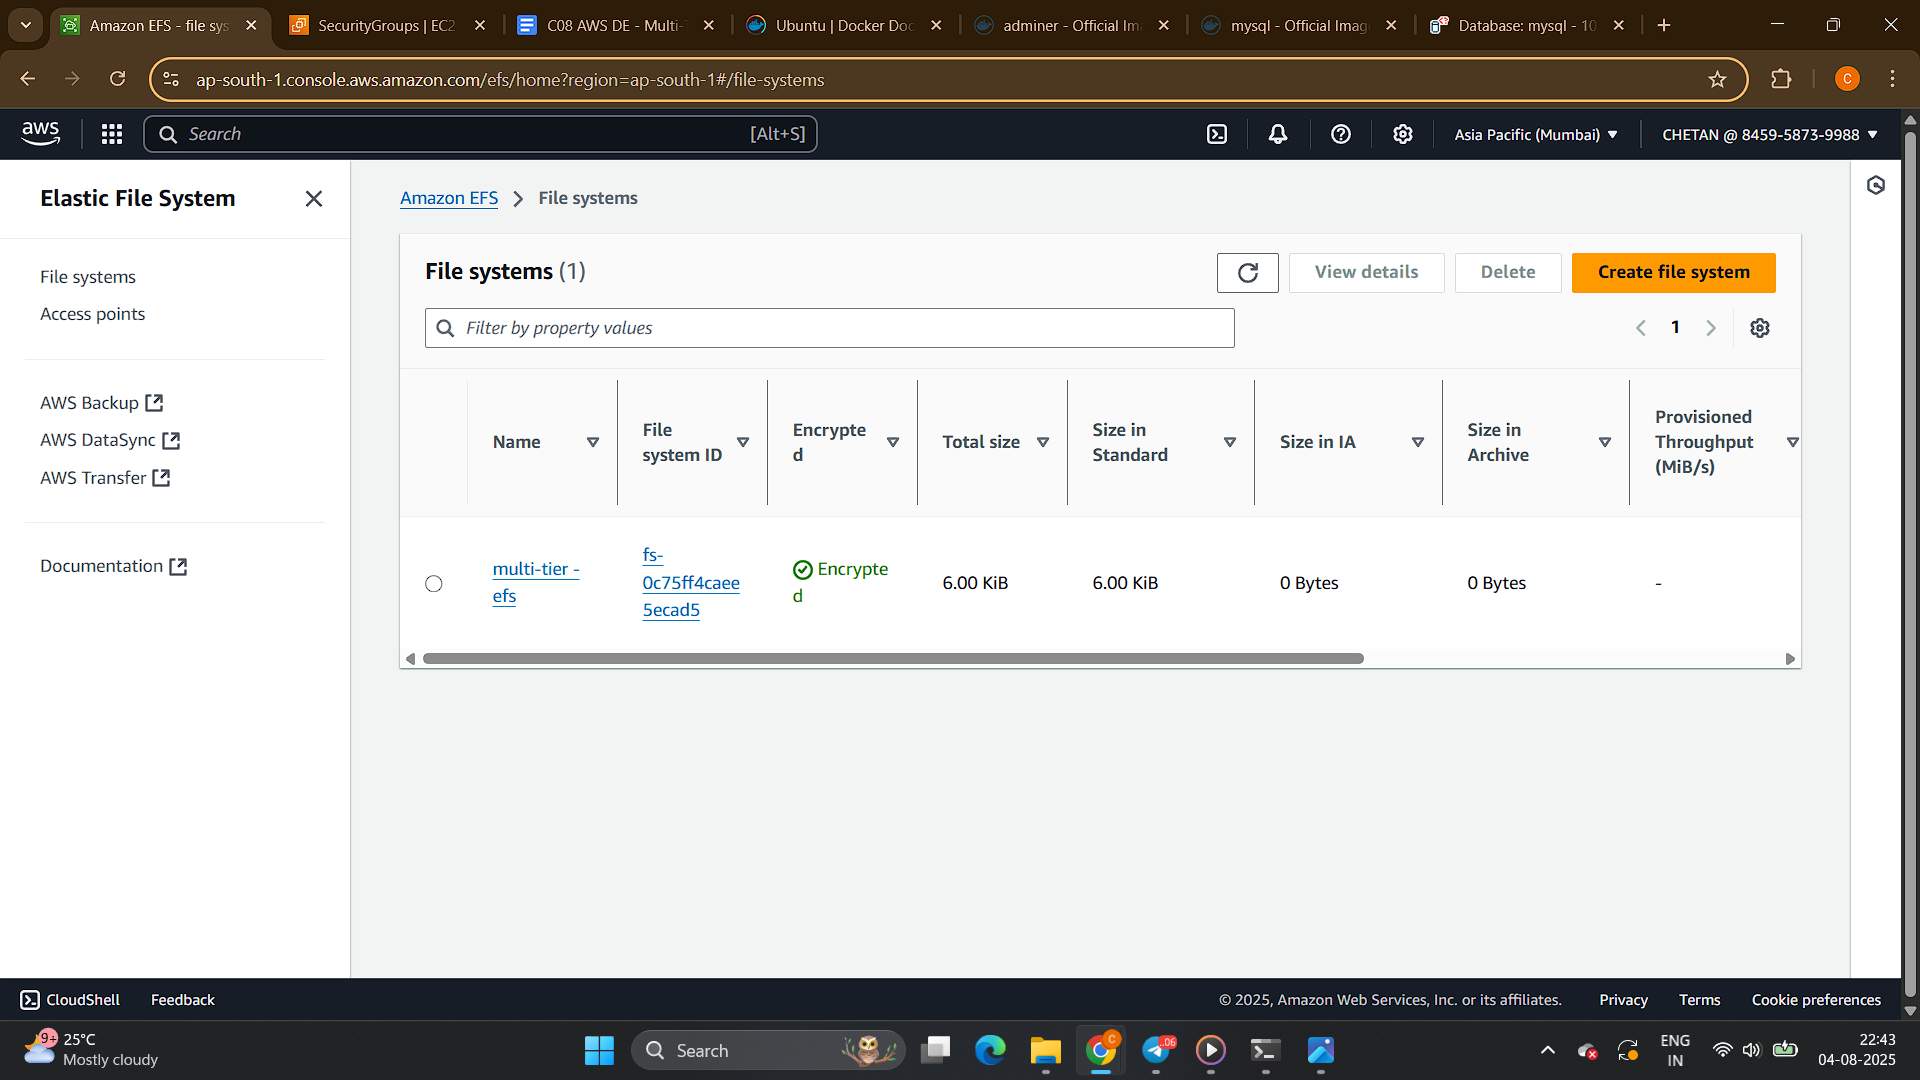 Amazon EFS - file sys
SecurityGroups | EC2
C08 AWS DE - Multi-
Ubuntu | Docker Doc
adminer - Official Im
mysql - Official Imag
Database: mysql - 10
ap-south-1.console.aws.amazon.com/efs/home?region=ap-south-1#/file-systems
C
aws
Search
[Alt+S]
Asia Pacific (Mumbai)
CHETAN @ 8459-5873-9988
Elastic File System
File systems
Access points
AWS Backup
AWS DataSync
AWS Transfer
Documentation
Amazon EFS > File systems
File systems (1)
View details
Delete
Create file system
Filter by property values
1
Name
File
system ID
Encrypte
d
Total size
Size in
Standard
Size in IA
Size in
Archive
Provisioned
Throughput
(MiB/s)
multi-tier -
efs
fs-
0c75ff4caee
5ecad5
Encrypte
d
6.00 KiB
6.00 KiB
0 Bytes
0 Bytes
-
CloudShell
Feedback
© 2025, Amazon Web Services, Inc. or its affiliates.
Privacy
Terms
Cookie preferences
9+
25°C
Mostly cloudy
Search
C
.06
ENG
IN
22:43
04-08-2025